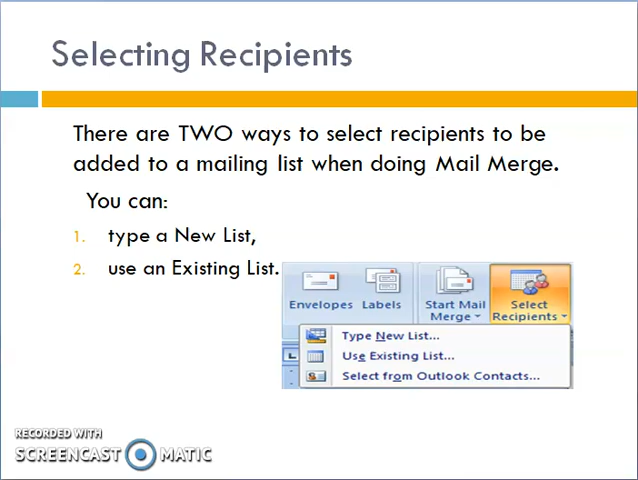 Selecting Recipients
There are TWO ways to select recipients to be
added to a mailing list when doing Mail Merge.
You can:
1. type a New List,
2. use an Existing List.
Envelopes Labels Start Mail Merge Select Recipients
Type New List...
Use Existing List...
Select from Outlook Contacts...
RECORDED WITH
SCREENCAST MATIC